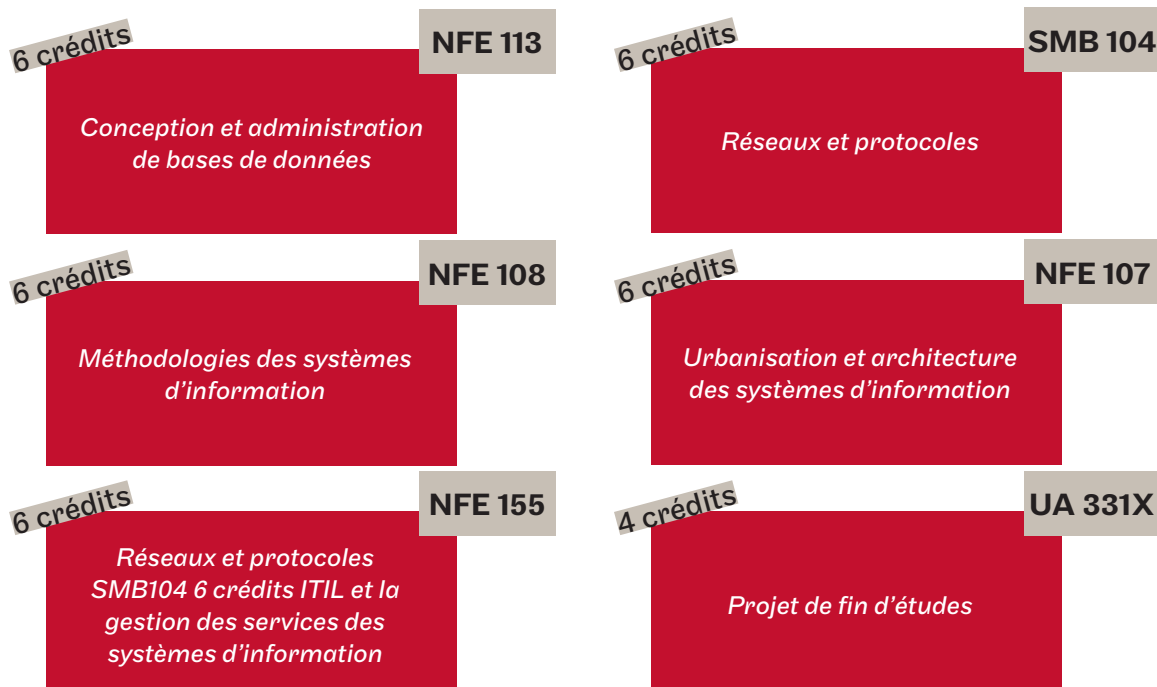 6 crédits
NFE 113
Conception et administration
de bases de données
6 crédits
SMB 104
Réseaux et protocoles
6 crédits
NFE 108
Méthodologies des systèmes
d'information
6 crédits
NFE 107
Urbanisation et architecture
des systèmes d'information
6 crédits
NFE 155
Réseaux et protocoles
SMB104 6 crédits ITIL et la
gestion des services des
systèmes d'information
4 crédits
UA 331X
Projet de fin d'études